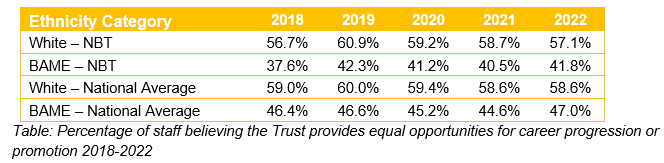 Ethnicity Category 2018 2019 2020 2021 2022
White – NBT 56.7% 60.9% 59.2% 58.7% 57.1%
BAME – NBT 37.6% 42.3% 41.2% 40.5% 41.8%
White – National Average 59.0% 60.0% 59.4% 58.6% 58.6%
BAME – National Average 46.4% 46.6% 45.2% 44.6% 47.0%
Table: Percentage of staff believing the Trust provides equal opportunities for career progression or
promotion 2018-2022